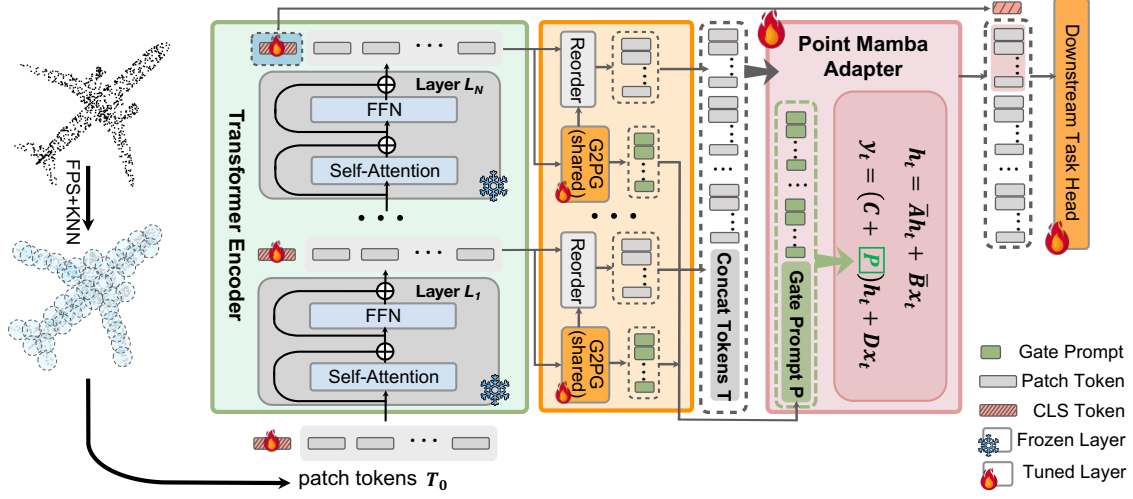 FPS+KNN
Transformer Encoder
Layer L_N
FFN
Self-Attention
Layer L_1
FFN
Self-Attention
patch tokens T_0
Reorder
G2PG
(shared)
Reorder
G2PG
(shared)
Concat Tokens T
Point Mamba
Adapter
Gate Prompt P
h_t = A̅h_t + B̅x_t
y_t = (C + P)h_t + Dx_t
Downstream Task Head
Gate Prompt
Patch Token
CLS Token
Frozen Layer
Tuned Layer